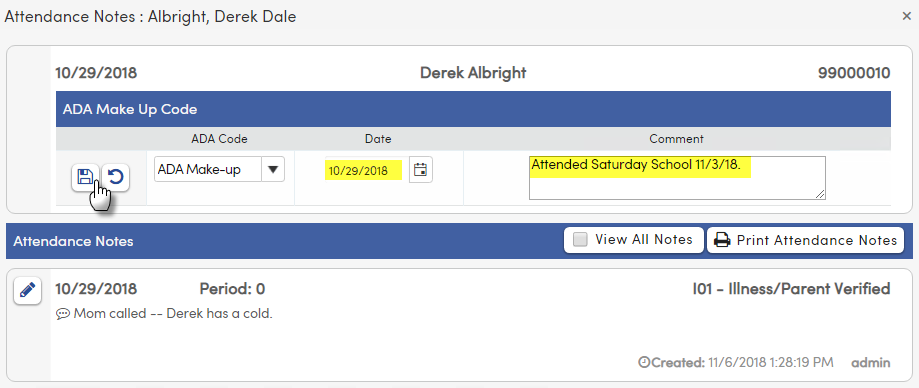 Attendance Notes : Albright, Derek Dale ×
10/29/2018 Derek Albright 99000010
ADA Make Up Code
ADA Code Date Comment
ADA Make-up 10/29/2018 Attended Saturday School 11/3/18.
Attendance Notes View All Notes Print Attendance Notes
10/29/2018 Period: 0 I01 - Illness/Parent Verified
Mom called -- Derek has a cold.
Created: 11/6/2018 1:28:19 PM admin